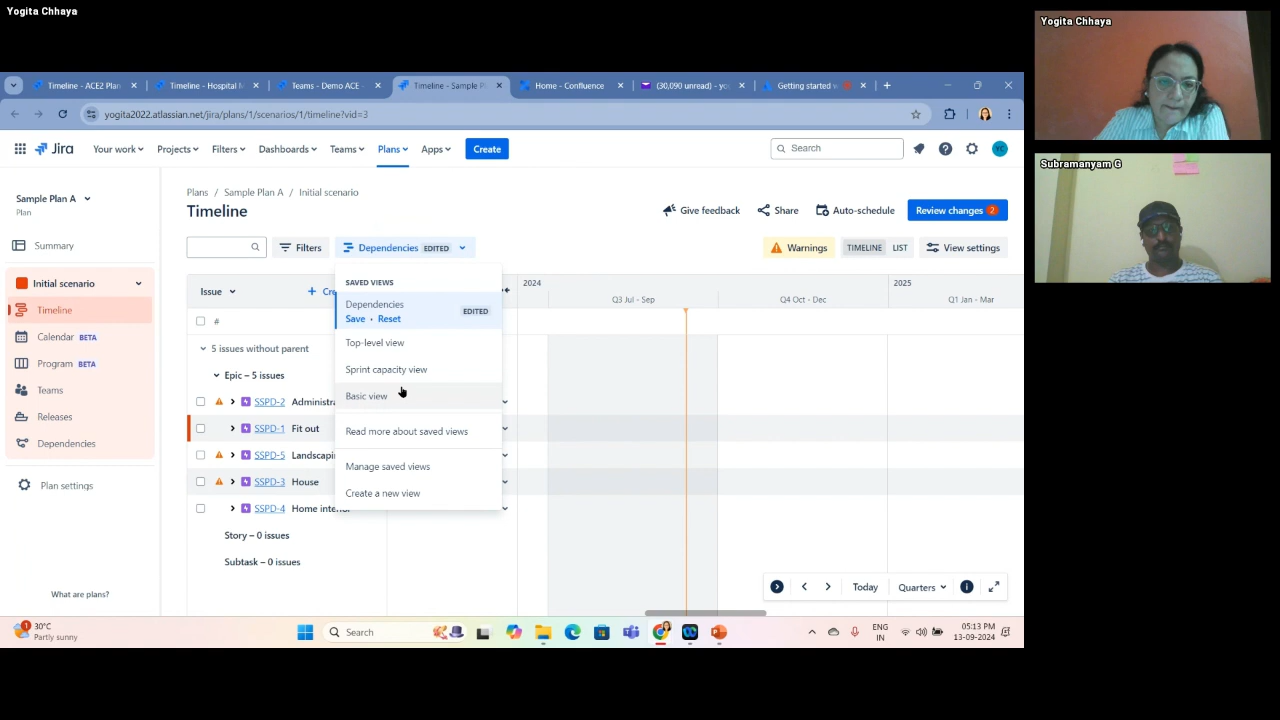 Yogita Chhaya
Yogita Chhaya
Subramanyam G
Timeline - ACE2 Plan
Timeline - Hospital M
Teams - Demo ACE -
Timeline - Sample Pl
Home - Confluence
(30,090 unread) - yo
Getting started
yogita2022.atlassian.net/jira/plans/1/scenarios/1/timeline?vid=3
Jira
Your work
Projects
Filters
Dashboards
Teams
Plans
Apps
Create
Search
YC
Sample Plan A
Plan
Summary
Initial scenario
Timeline
Calendar BETA
Program BETA
Teams
Releases
Dependencies
Plan settings
What are plans?
Plans / Sample Plan A / Initial scenario
Timeline
Give feedback
Share
Auto-schedule
Review changes 2
Filters
Dependencies EDITED
Warnings
TIMELINE LIST
View settings
SAVED VIEWS
Dependencies
Save • Reset
EDITED
Top-level view
Sprint capacity view
Basic view
Read more about saved views
Manage saved views
Create a new view
Issue
+ Cre
2024
2025
Q3 Jul - Sep
Q4 Oct - Dec
Q1 Jan - Mar
#
5 issues without parent
Epic – 5 issues
SSPD-2 Administra
SSPD-1 Fit out
SSPD-5 Landscapi
SSPD-3 House
SSPD-4 Home interi
Story – 0 issues
Subtask – 0 issues
Today
Quarters
1
30°C
Partly sunny
Search
ENG
IN
05:13 PM
13-09-2024